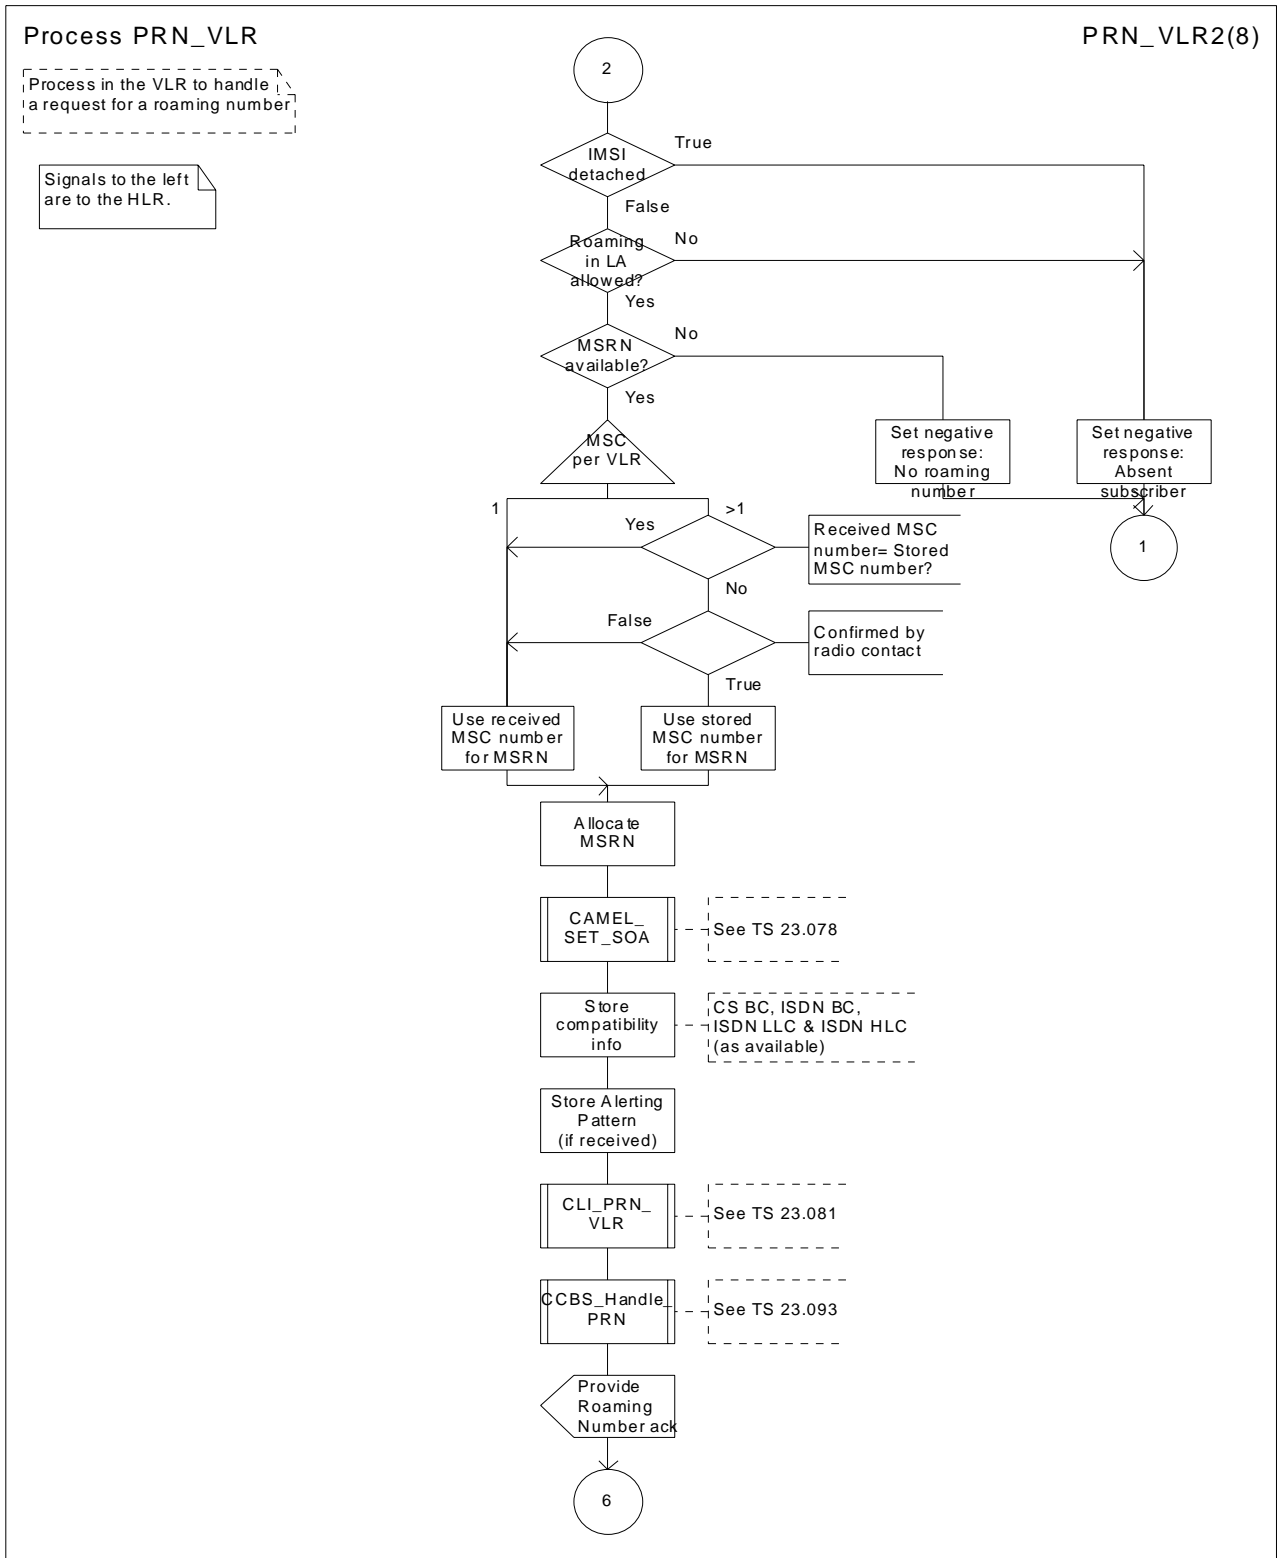 Process PRN_VLR
PRN_VLR2(8)
Process in the VLR to handle
a request for a roaming number
Signals to the left
are to the HLR.
2
IMSI
detached
True
False
Roaming
in LA
allowed?
No
Yes
MSRN
available?
No
Yes
MSC
per VLR
Set negative
response:
No roaming
number
Set negative
response:
Absent
subscriber
1
>1
Yes
Received MSC
number= Stored
MSC number?
1
No
False
Confirmed by
radio contact
True
Use received
MSC number
for MSRN
Use stored
MSC number
for MSRN
Allocate
MSRN
CAMEL_
SET_SOA
See TS 23.078
Store
compatibility
info
CS BC, ISDN BC,
ISDN LLC & ISDN HLC
(as available)
Store Alerting
Pattern
(if received)
CLI_PRN_
VLR
See TS 23.081
CCBS_Handle_
PRN
See TS 23.093
Provide
Roaming
Number ack
6